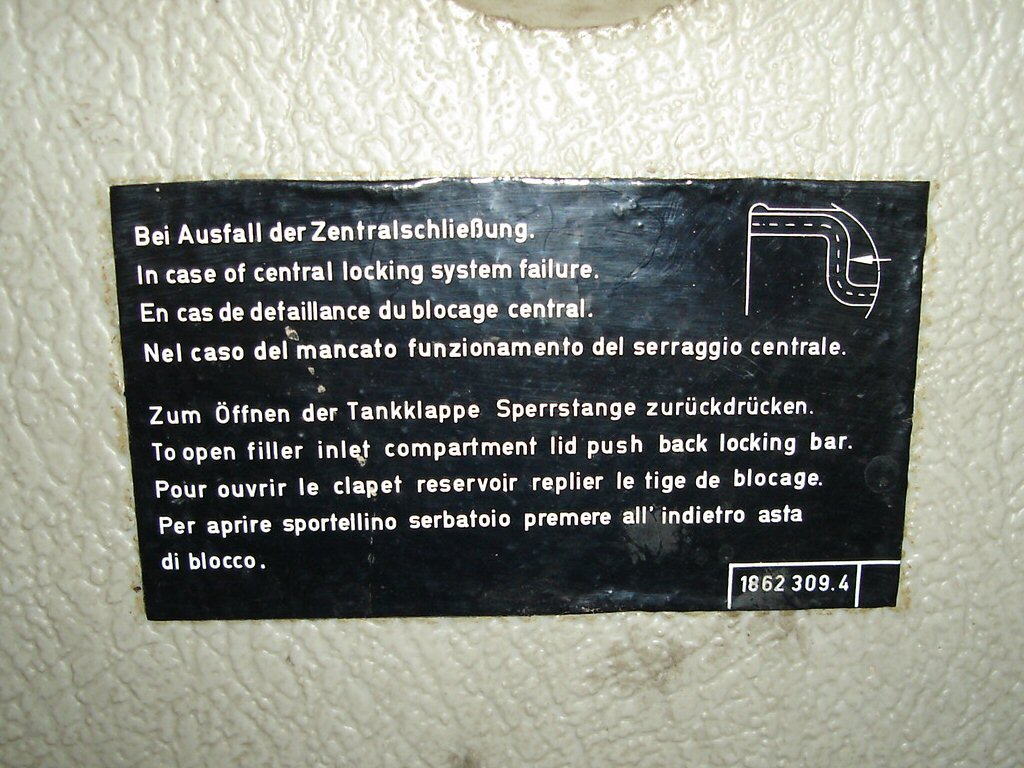 Bei Ausfall der Zentralschließung.
In case of central locking system failure.
En cas de defaillance du blocage central.
Nel caso del mancato funzionamento del serraggio centrale.
Zum Öffnen der Tankklappe Sperrstange zurückdrücken.
To open filler inlet compartment lid push back locking bar.
Pour ouvrir le clapet reservoir replier le tige de blocage.
Per aprire sportellino serbatoio premere all' indietro asta
di blocco.
1862 309.4